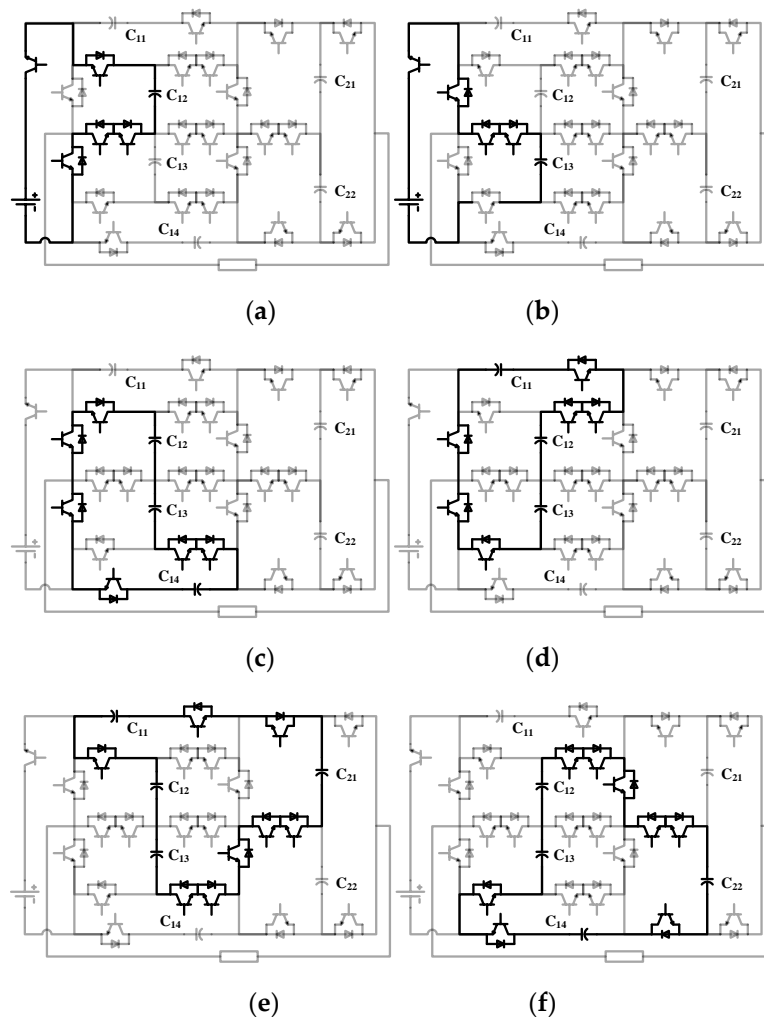 C11 C11
C21 C21
C12 C12
C13 C13
C22 C22
C14 C14
(a) (b)
C11 C11
C21 C21
C12 C12
C13 C13
C22 C22
C14 C14
(c) (d)
C11 C11
C21 C21
C12 C12
C13 C13
C22 C22
C14 C14
(e) (f)